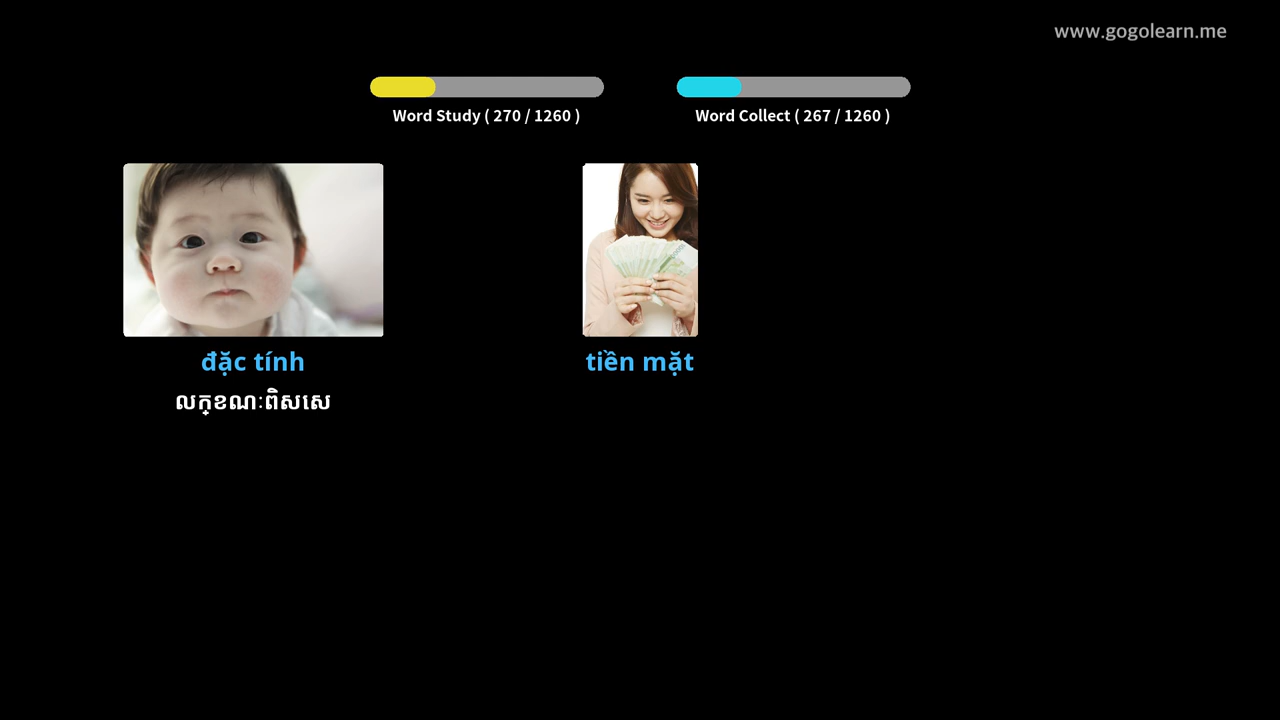 www.gogolearn.me
Word Study ( 270 / 1260 )
Word Collect ( 267 / 1260 )
đặc tính
tiền mặt
លក្ខណៈពិសសេ